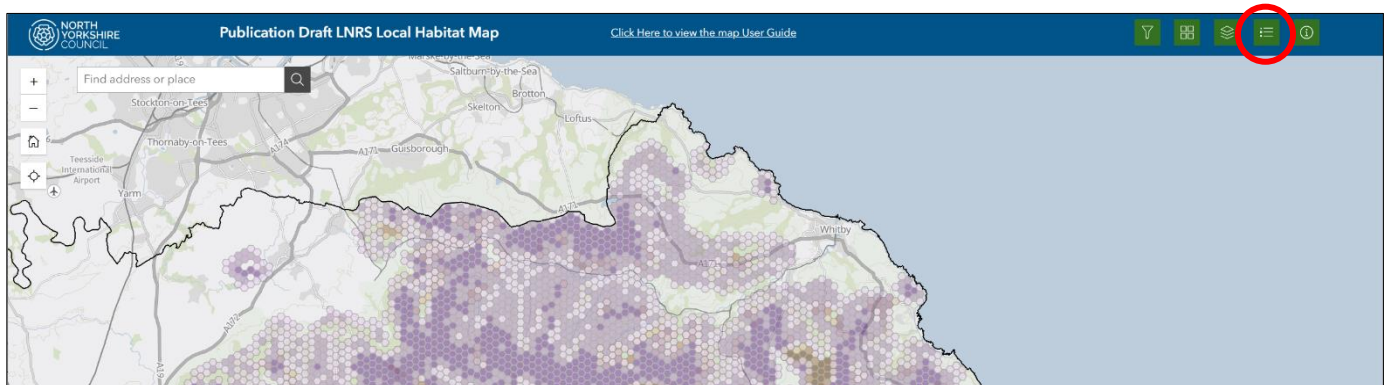 NORTH
YORKSHIRE
COUNCIL
Publication Draft LNRS Local Habitat Map
Click Here to view the map User Guide
+
Find address or place
Marske-by-the-Sea
Saltburn-by-the-Sea
−
Stockton-on-Tees
Brotton
Skelton
Loftus
Thornaby-on-Tees
A174
A171
Guisborough
Teesside
International
Airport
Yarm
A171
Whitby
A171
A172
A19